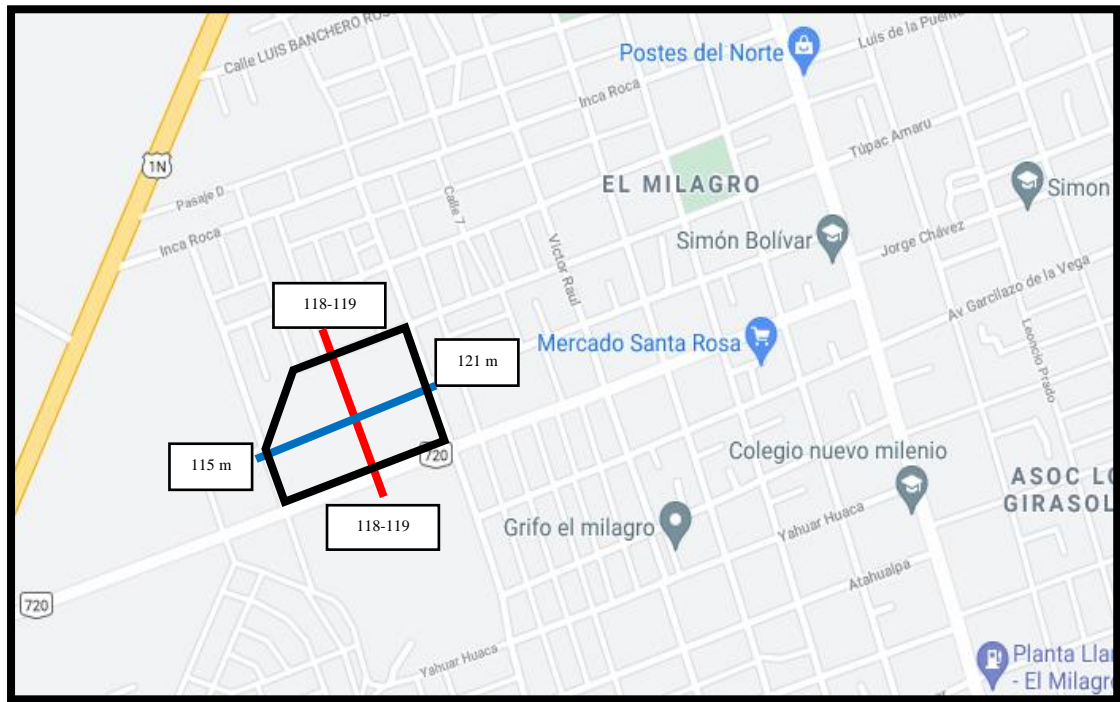 Calle LUIS BANCHERO ROS
Postes del Norte
Luis de la Puente
Inca Roca
1N
Túpac Amaru
EL MILAGRO
Simon
Pasaje D
Calle 7
Inca Roca
Víctor Raul
Simón Bolívar
Jorge Chávez
Av Garcilazo de la Vega
118-119
Mercado Santa Rosa
121 m
Leoncio Prado
115 m
720
Colegio nuevo milenio
ASOC LO
GIRASOL
118-119
Grifo el milagro
Yahuar Huaca
Atahualpa
720
Yahuar Huaca
Planta Llan
- El Milagro